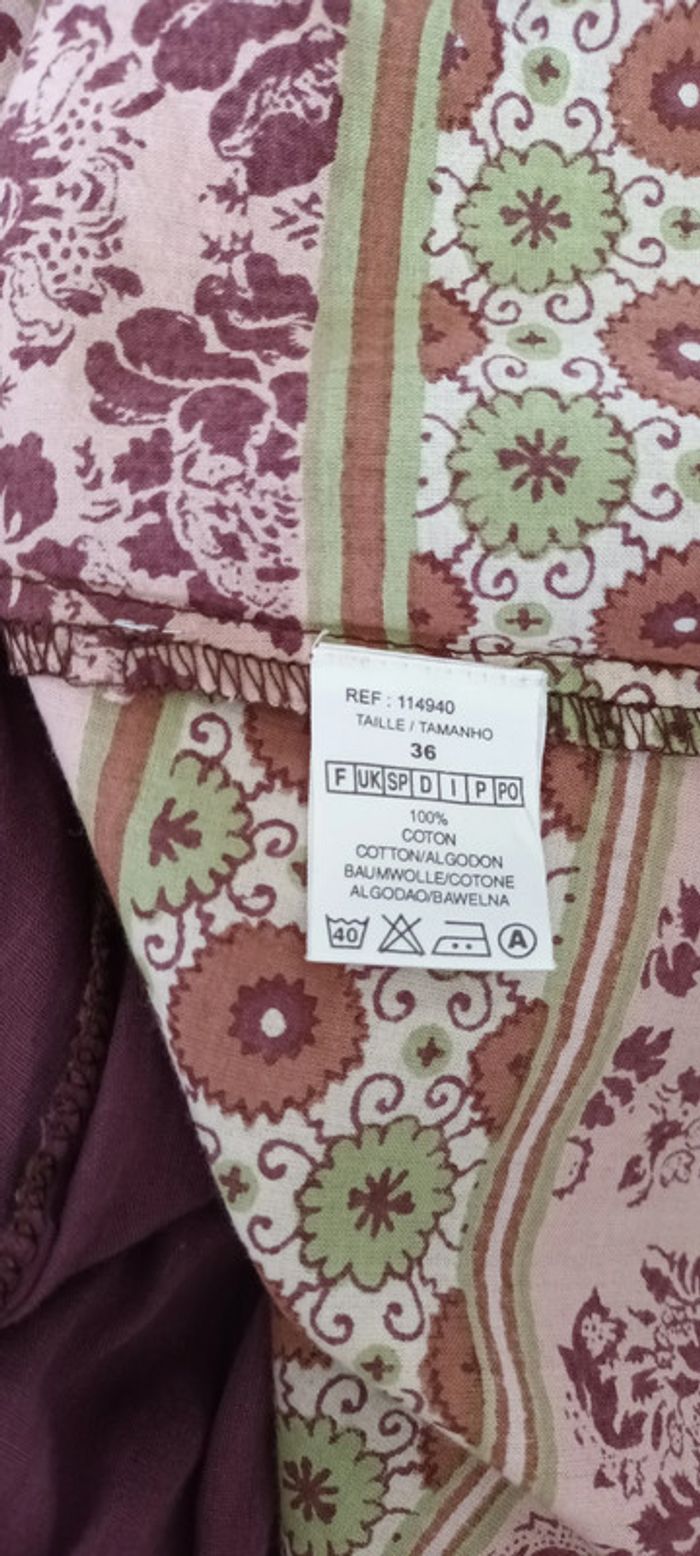 REF : 114940
TAILLE / TAMANHO
36
F UK SP D I P PO
100%
COTON
COTTON/ALGODON
BAUMWOLLE/COTONE
ALGODAO/BAWELNA
40 A